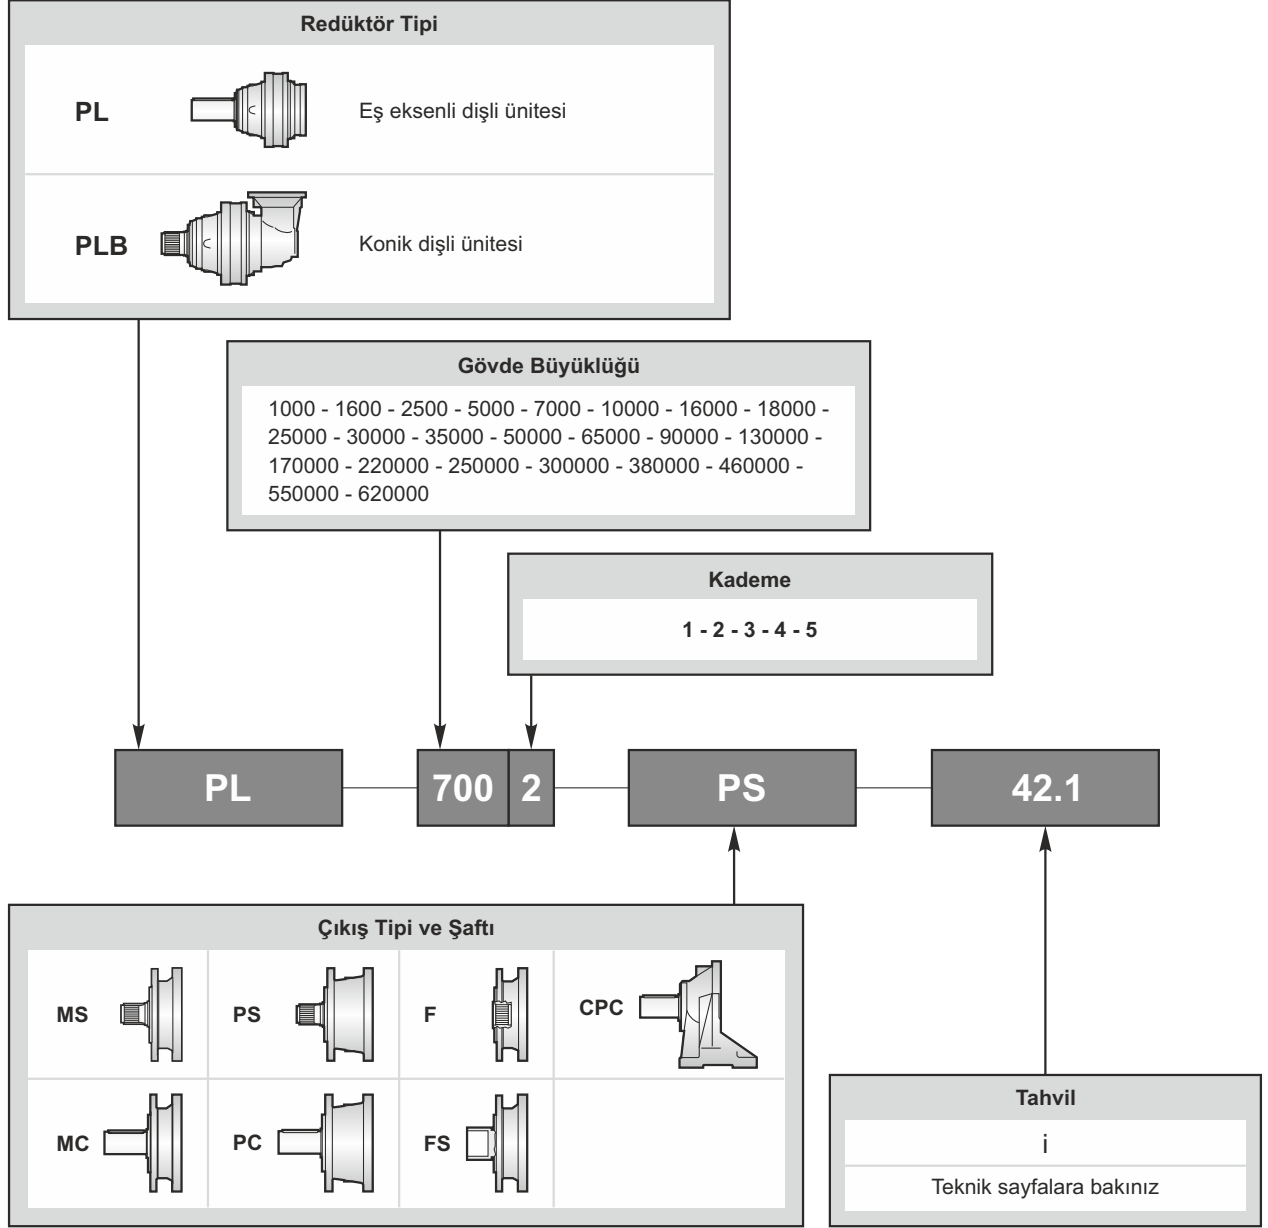 Redüktör Tipi
PL
Eş eksenli dişli ünitesi
PLB
Konik dişli ünitesi
Gövde Büyüklüğü
1000 - 1600 - 2500 - 5000 - 7000 - 10000 - 16000 - 18000 -
25000 - 30000 - 35000 - 50000 - 65000 - 90000 - 130000 -
170000 - 220000 - 250000 - 300000 - 380000 - 460000 -
550000 - 620000
Kademe
1 - 2 - 3 - 4 - 5
PL 700 2 PS 42.1
Çıkış Tipi ve Şaftı
MS PS F CPC
MC PC FS
Tahvil
i
Teknik sayfalara bakınız